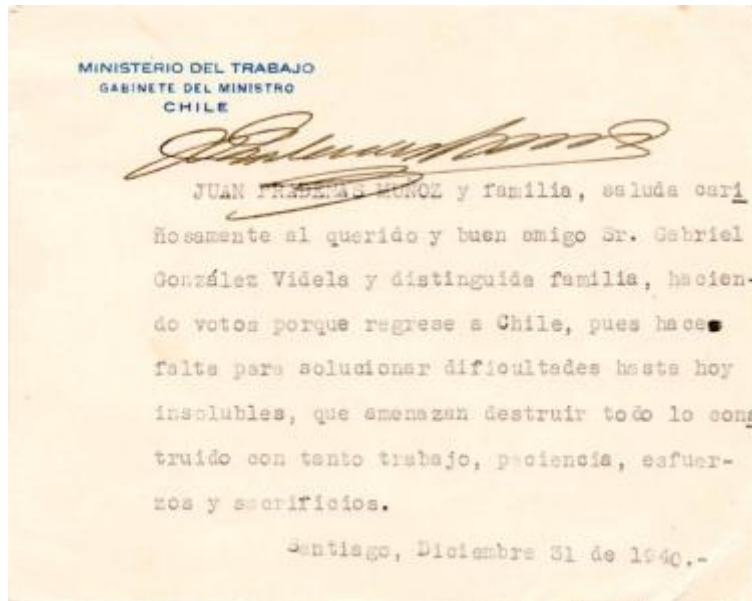 MINISTERIO DEL TRABAJO
GABINETE DEL MINISTRO
CHILE
JUAN PRADENAS MUÑOZ y familia, saluda cari
ñosamente al querido y buen amigo Sr. Gabriel
González Videla y distinguida familia, hacien-
do votos porque regrese a Chile, pues hace
falta para solucionar dificultades hasta hoy
insolubles, que amenazan destruir todo lo cons
truido con tanto trabajo, paciencia, esfuer-
zos y sacrificios.
Santiago, Diciembre 31 de 1940.-